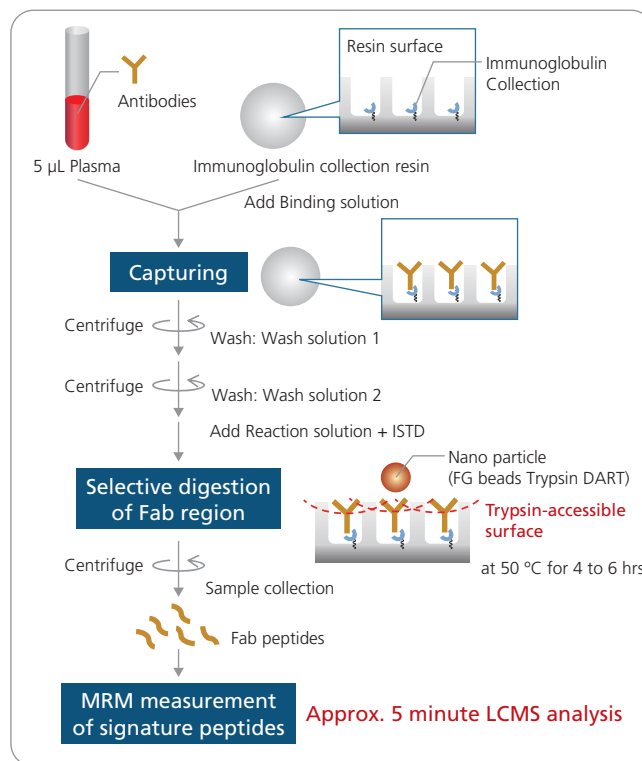 Resin surface
Immunoglobulin
Collection
Antibodies
5 µL Plasma
Immunoglobulin collection resin
Add Binding solution
Capturing
Centrifuge
Wash: Wash solution 1
Centrifuge
Wash: Wash solution 2
Add Reaction solution + ISTD
Nano particle
(FG beads Trypsin DART)
Selective digestion
of Fab region
Trypsin-accessible
surface
at 50 ºC for 4 to 6 hrs
Centrifuge
Sample collection
Fab peptides
MRM measurement
of signature peptides
Approx. 5 minute LCMS analysis